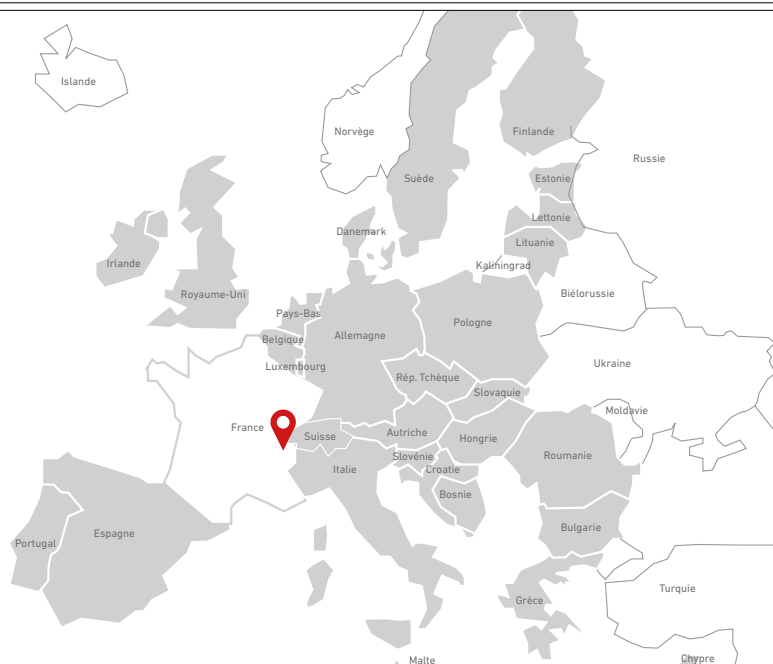 Islande
Norvège
Finlande
Russie
Suède
Estonie
Lettonie
Danemark
Lituanie
Irlande
Kaliningrad
Royaume-Uni
Biélorussie
Pays-Bas
Pologne
Belgique
Allemagne
Luxembourg
Ukraine
Rép. Tchèque
Slovaquie
Moldavie
France
Suisse
Autriche
Hongrie
Slovénie
Roumanie
Italie
Croatie
Bosnie
Espagne
Bulgarie
Portugal
Turquie
Grèce
Malte
Chypre